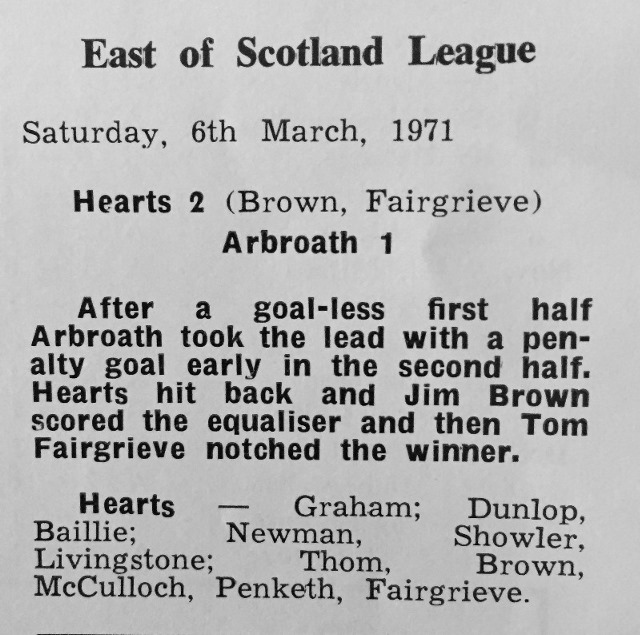 East of Scotland League
Saturday, 6th March, 1971
Hearts 2 (Brown, Fairgrieve)
Arbroath 1
After a goal-less first half
Arbroath took the lead with a pen-
alty goal early in the second half.
Hearts hit back and Jim Brown
scored the equaliser and then Tom
Fairgrieve notched the winner.
Hearts — Graham; Dunlop,
Baillie; Newman, Showler,
Livingstone; Thom, Brown,
McCulloch, Penketh, Fairgrieve.